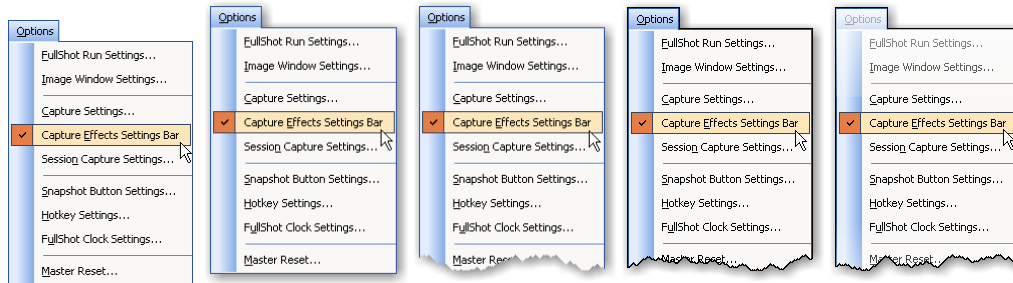 Options
FullShot Run Settings...
Image Window Settings...
Capture Settings...
Capture Effects Settings Bar
Session Capture Settings...
Snapshot Button Settings...
Hotkey Settings...
FullShot Clock Settings...
Master Reset...
Options
FullShot Run Settings...
Image Window Settings...
Capture Settings...
Capture Effects Settings Bar
Session Capture Settings...
Snapshot Button Settings...
Hotkey Settings...
FullShot Clock Settings...
Master Reset...
Options
FullShot Run Settings...
Image Window Settings...
Capture Settings...
Capture Effects Settings Bar
Session Capture Settings...
Snapshot Button Settings...
Hotkey Settings...
FullShot Clock Settings...
Master Reset
Options
FullShot Run Settings...
Image Window Settings...
Capture Settings...
Capture Effects Settings Bar
Session Capture Settings...
Snapshot Button Settings...
Hotkey Settings...
FullShot Clock Settings...
Master Reset...
Options
FullShot Run Settings...
Image Window Settings...
Capture Settings...
Capture Effects Settings Bar
Session Capture Settings...
Snapshot Button Settings...
Hotkey Settings...
FullShot Clock Settings...
Master Reset...